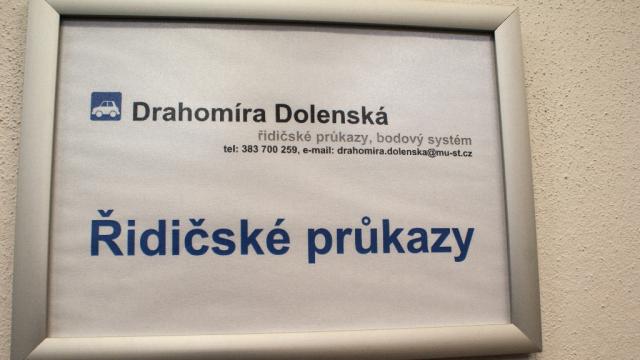 Drahomíra Dolenská
řidičské průkazy, bodový systém
tel: 383 700 259, e-mail: drahomira.dolenska@mu-st.cz
Řidičské průkazy